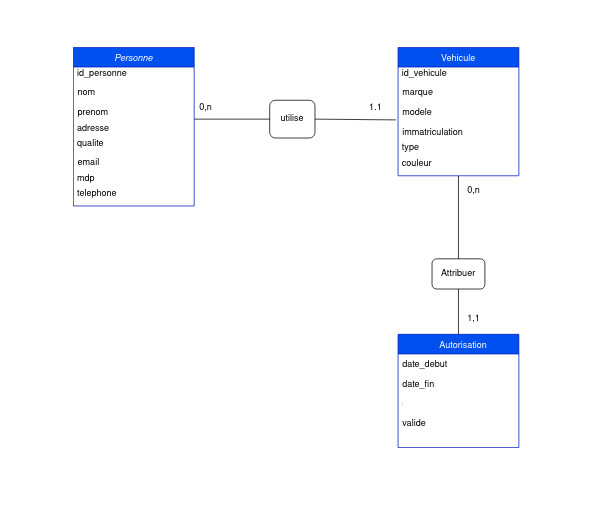 Personne
id_personne
nom
prenom
adresse
qualite
email
mdp
telephone
0,n
utilise
1.1
Vehicule
id_vehicule
marque
modele
immatriculation
type
couleur
0,n
Attribuer
1,1
Autorisation
date_debut
date_fin
valide